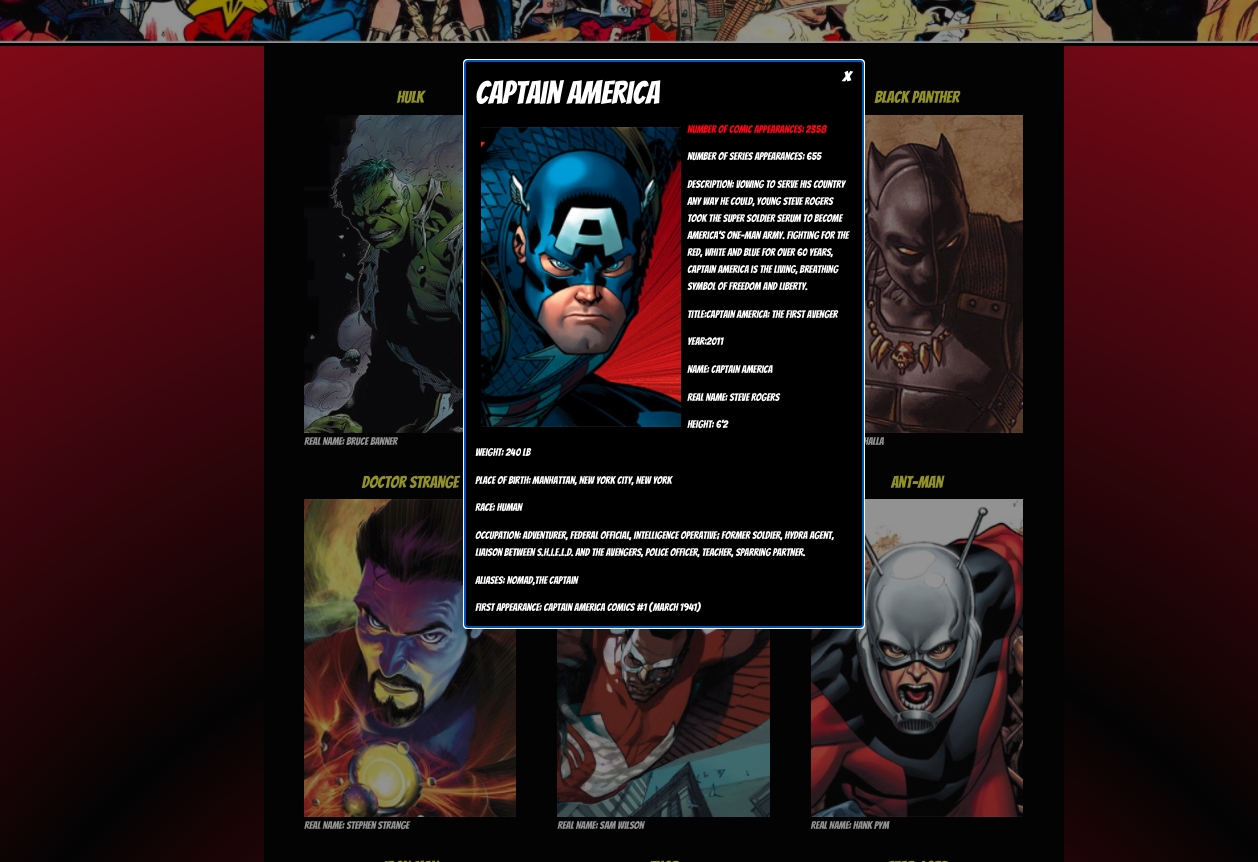 HULK
BLACK PANTHER
CAPTAIN AMERICA
X
NUMBER OF COMIC APPEARANCES: 2358
NUMBER OF SERIES APPEARANCES: 655
DESCRIPTION: VOWING TO SERVE HIS COUNTRY
ANY WAY HE COULD, YOUNG STEVE ROGERS
TOOK THE SUPER SOLDIER SERUM TO BECOME
AMERICA'S ONE-MAN ARMY. FIGHTING FOR THE
RED, WHITE AND BLUE FOR OVER 60 YEARS,
CAPTAIN AMERICA IS THE LIVING, BREATHING
SYMBOL OF FREEDOM AND LIBERTY.
TITLE:CAPTAIN AMERICA: THE FIRST AVENGER
YEAR:2011
NAME: CAPTAIN AMERICA
REAL NAME: STEVE ROGERS
HEIGHT: 6'2
WEIGHT: 240 LB
PLACE OF BIRTH: MANHATTAN, NEW YORK CITY, NEW YORK
RACE: HUMAN
OCCUPATION: ADVENTURER, FEDERAL OFFICIAL, INTELLIGENCE OPERATIVE; FORMER SOLDIER, HYDRA AGENT,
LIAISON BETWEEN S.H.I.E.L.D. AND THE AVENGERS, POLICE OFFICER, TEACHER, SPARRING PARTNER.
ALIASES: NOMAD,THE CAPTAIN
FIRST APPEARANCE: CAPTAIN AMERICA COMICS #1 (MARCH 1941)
A
REAL NAME: BRUCE BANNER
DOCTOR STRANGE
ANT-MAN
REAL NAME: STEPHEN STRANGE
REAL NAME: SAM WILSON
REAL NAME: HANK PYM